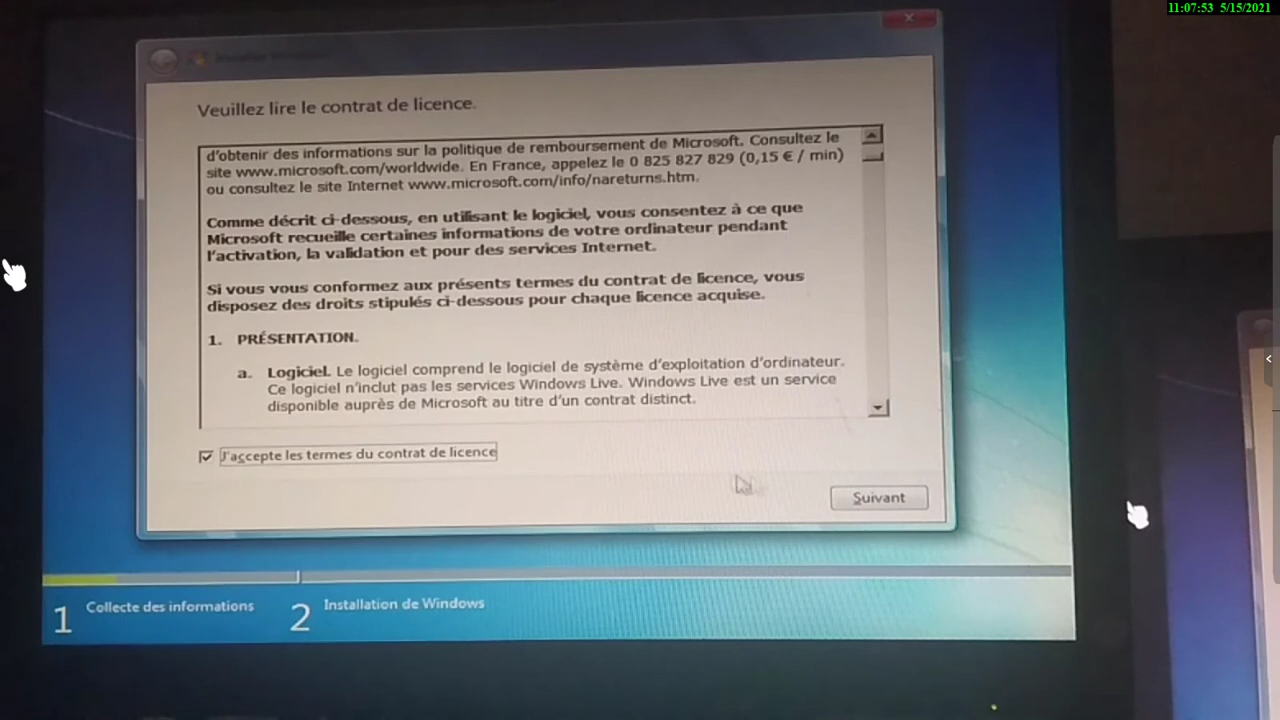 11:07:53 5/15/2021
Installer Windows
Veuillez lire le contrat de licence.
d'obtenir des informations sur la politique de remboursement de Microsoft. Consultez le
site www.microsoft.com/worldwide. En France, appelez le 0 825 827 829 (0,15 € / min)
ou consultez le site Internet www.microsoft.com/info/nareturns.htm.
Comme décrit ci-dessous, en utilisant le logiciel, vous consentez à ce que
Microsoft recueille certaines informations de votre ordinateur pendant
l'activation, la validation et pour des services Internet.
Si vous vous conformez aux présents termes du contrat de licence, vous
disposez des droits stipulés ci-dessous pour chaque licence acquise.
1. PRÉSENTATION.
a. Logiciel. Le logiciel comprend le logiciel de système d'exploitation d'ordinateur.
Ce logiciel n'inclut pas les services Windows Live. Windows Live est un service
disponible auprès de Microsoft au titre d'un contrat distinct.
J'accepte les termes du contrat de licence
Suivant
1 Collecte des informations
2 Installation de Windows